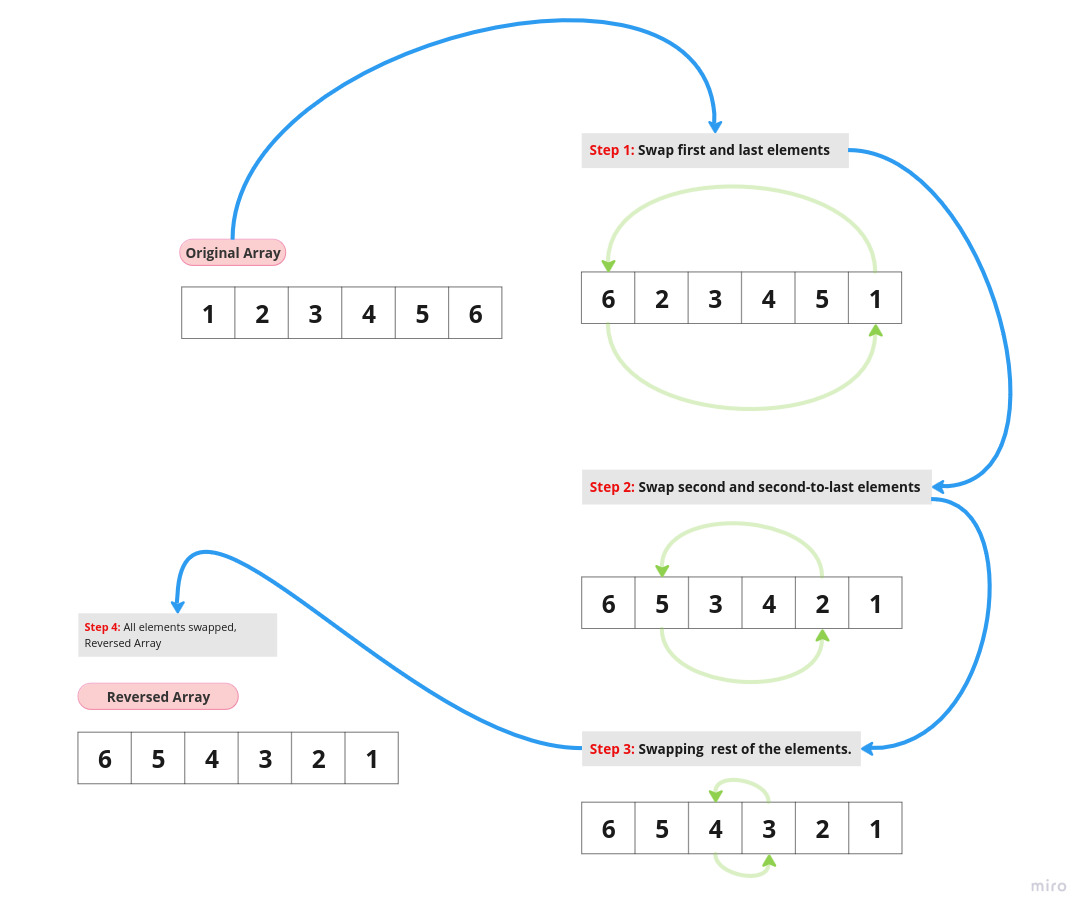 Original Array
1 2 3 4 5 6
Step 1: Swap first and last elements
6 2 3 4 5 1
Step 2: Swap second and second-to-last elements
6 5 3 4 2 1
Step 3: Swapping  rest of the elements.
6 5 4 3 2 1
Step 4: All elements swapped,
Reversed Array
Reversed Array
6 5 4 3 2 1
miro